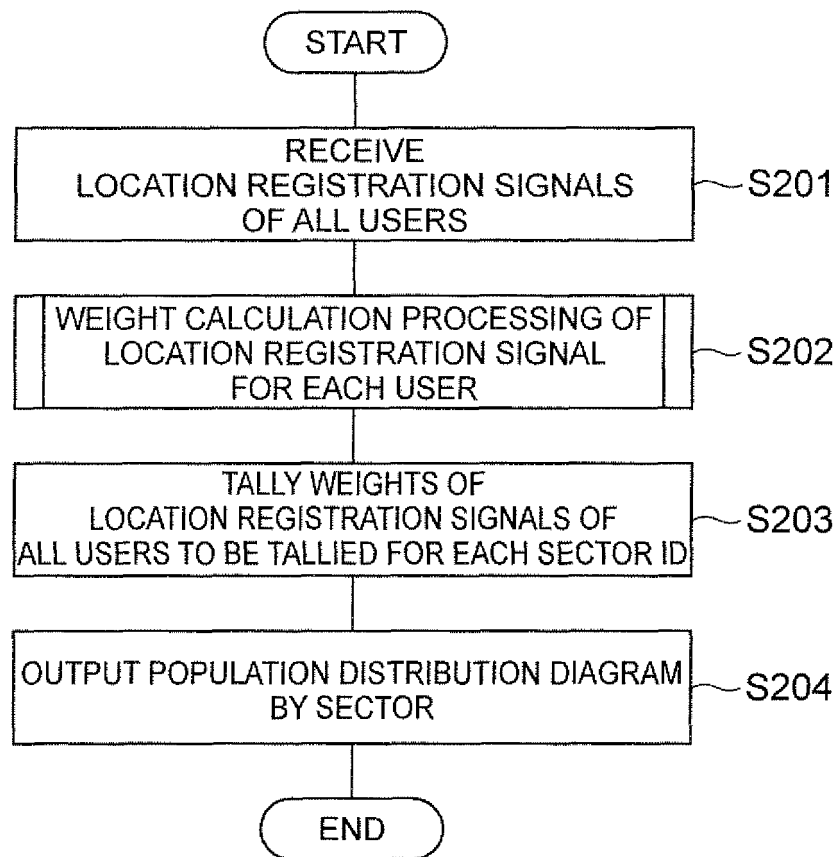 START
RECEIVE
LOCATION REGISTRATION SIGNALS
OF ALL USERS
S201
WEIGHT CALCULATION PROCESSING OF
LOCATION REGISTRATION SIGNAL
FOR EACH USER
S202
TALLY WEIGHTS OF
LOCATION REGISTRATION SIGNALS OF
ALL USERS TO BE TALLIED FOR EACH SECTOR ID
S203
OUTPUT POPULATION DISTRIBUTION DIAGRAM
BY SECTOR
S204
END